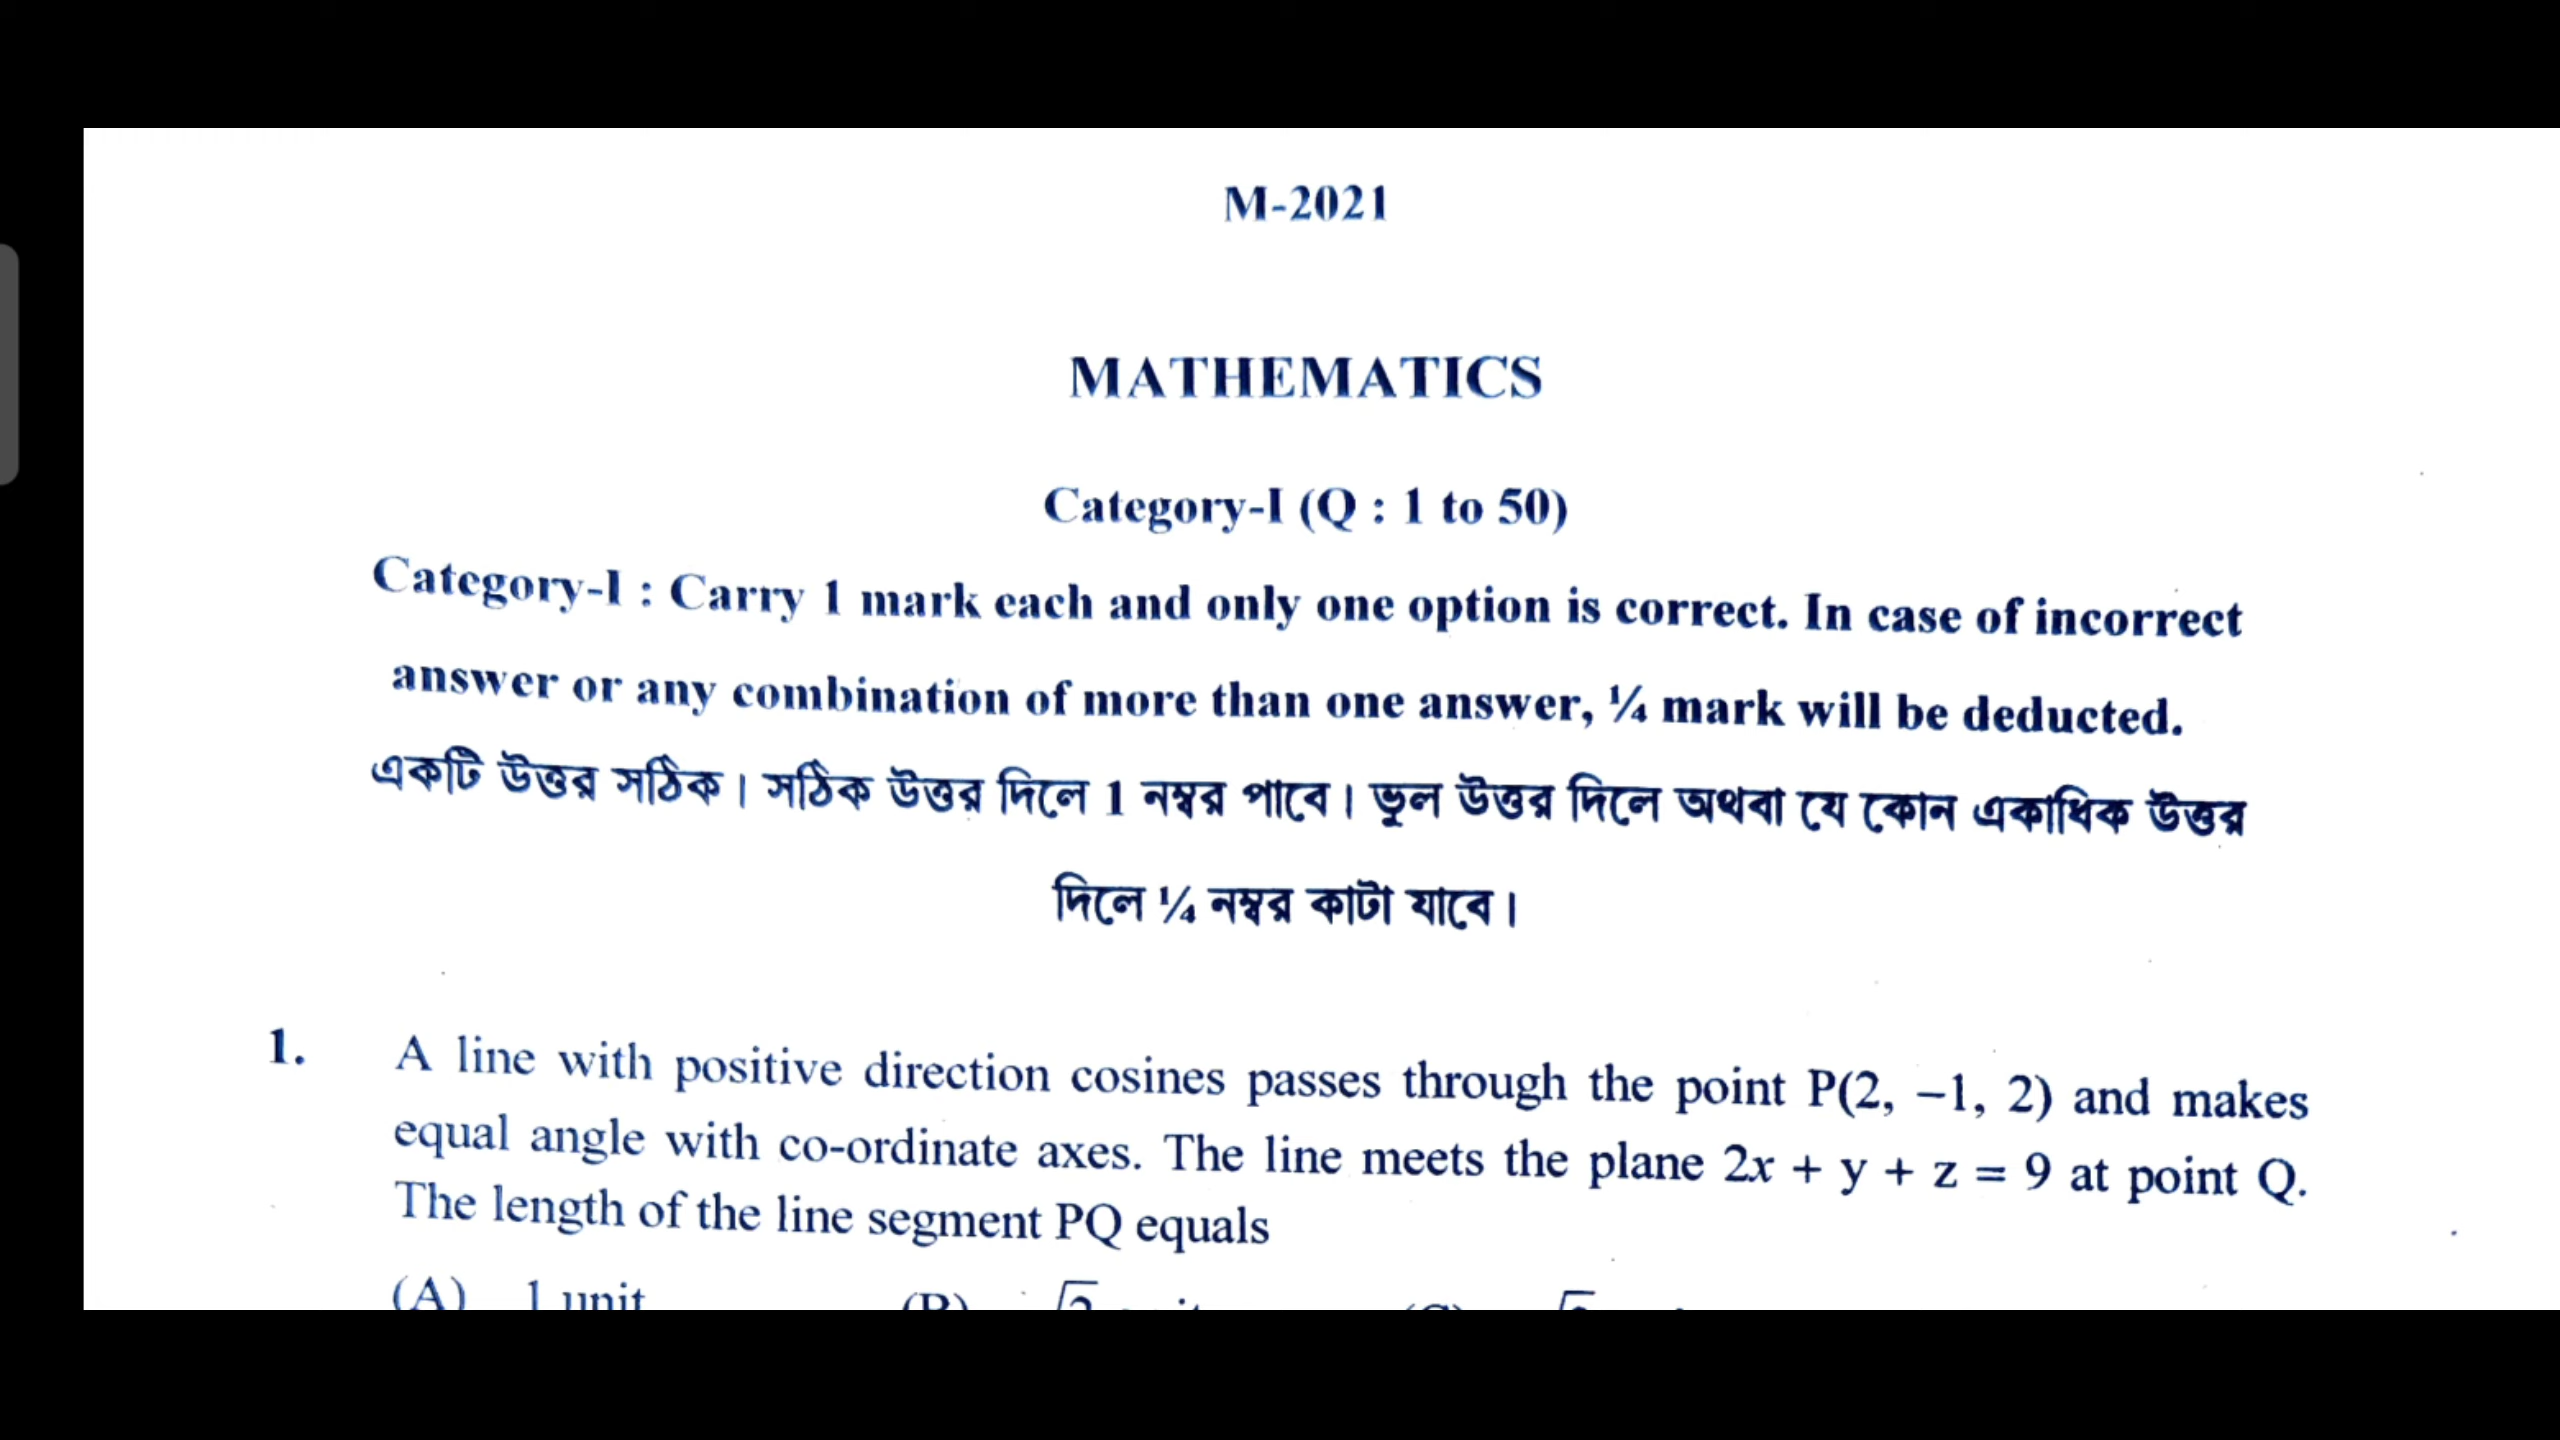 M-2021
MATHEMATICS
Category-I (Q : 1 to 50)
Category-I : Carry 1 mark each and only one option is correct. In case of incorrect
answer or any combination of more than one answer, ¼ mark will be deducted.
একটি উত্তর সঠিক। সঠিক উত্তর দিলে 1 নম্বর পাবে। ভুল উত্তর দিলে অথবা যে কোন একাধিক উত্তর
দিলে ¼ নম্বর কাটা যাবে।
1. A line with positive direction cosines passes through the point P(2, –1, 2) and makes
equal angle with co-ordinate axes. The line meets the plane 2x + y + z = 9 at point Q.
The length of the line segment PQ equals
(A) 1 unit